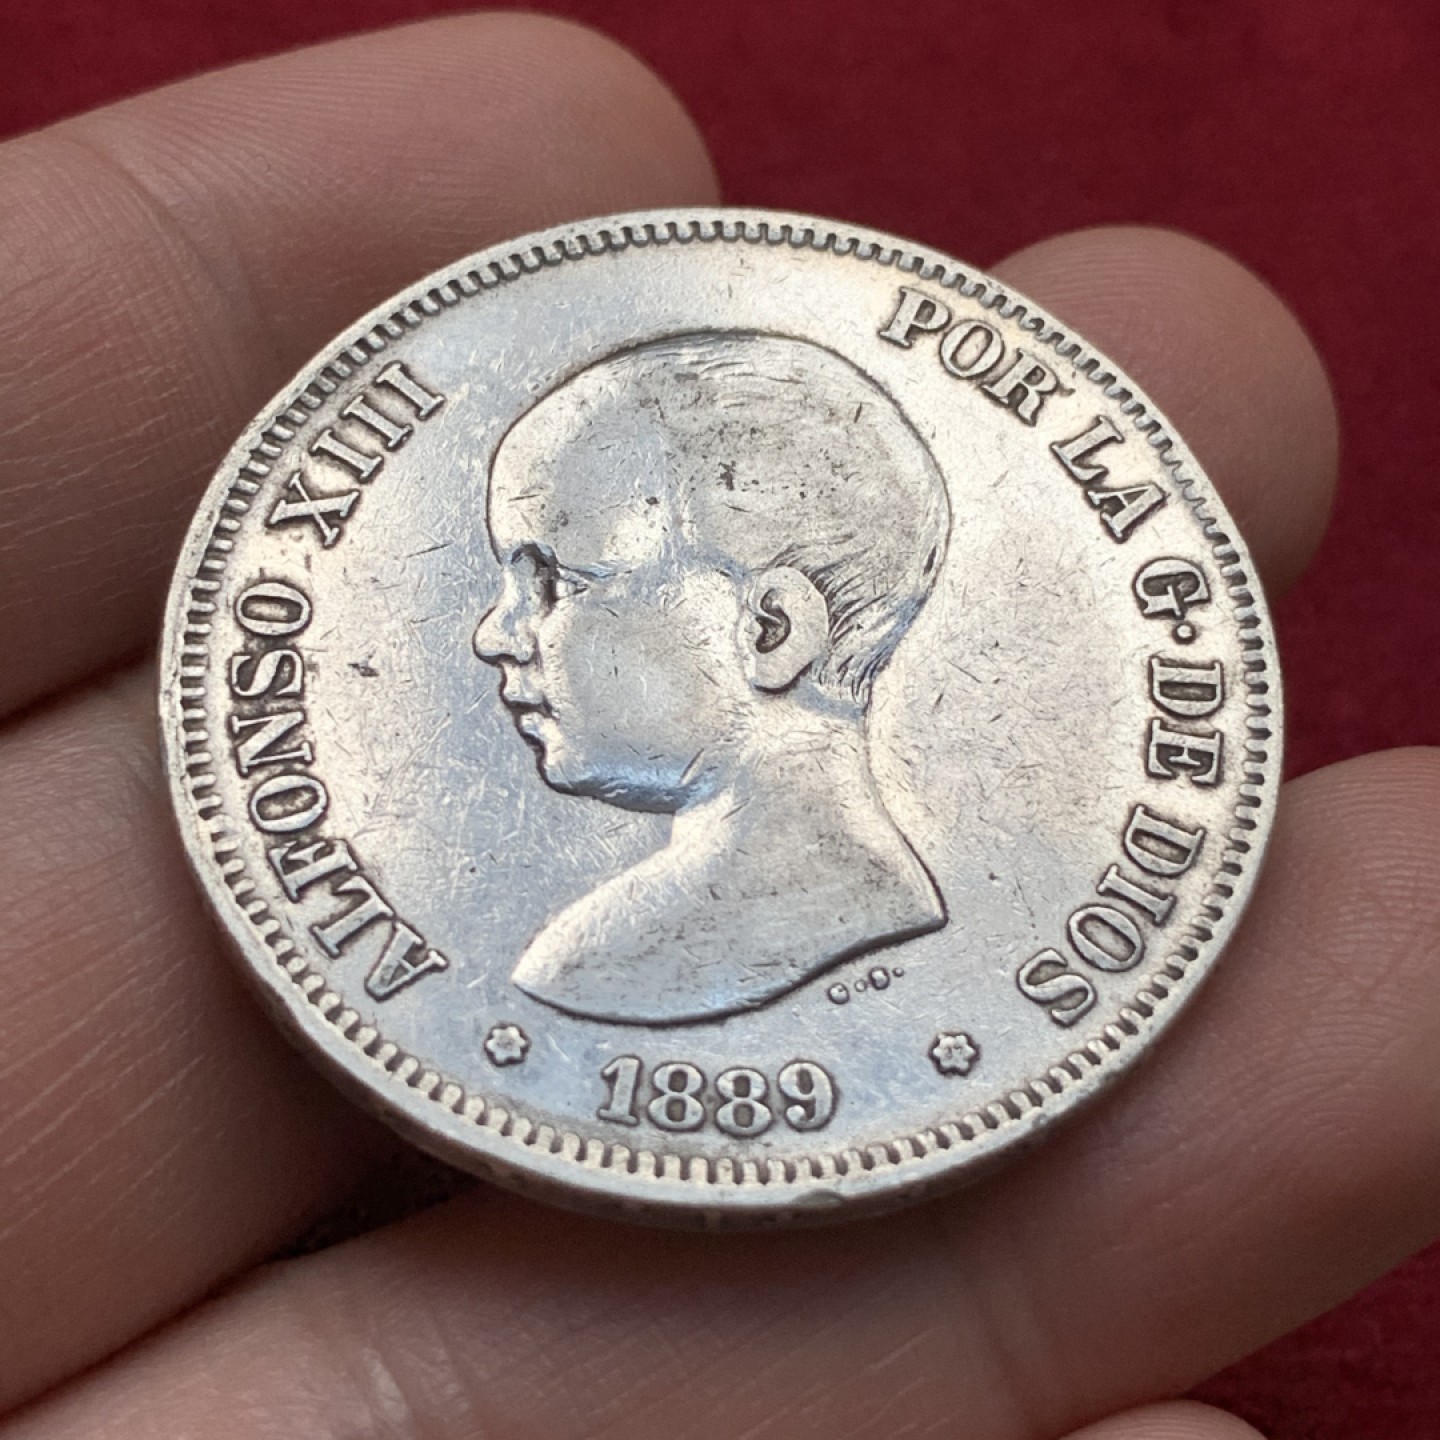 ALFONSO XIII POR LA G· DE DIOS
1889